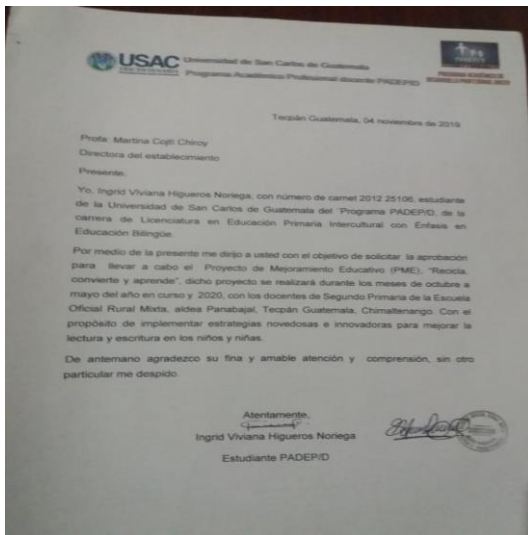 USAC Universidad de San Carlos de Guatemala
Programa Académico Profesional docente PADEP/D
Tecpán Guatemala, 04 noviembre de 2019
Profa: Martina Cojtí Chiroy
Directora del establecimiento
Presente.
Yo, Ingrid Viviana Higueros Noriega, con número de carnet 2012 25106, estudiante
de la Universidad de San Carlos de Guatemala del Programa PADEP/D, de la
carrera de Licenciatura en Educación Primaria Intercultural con Énfasis en
Educación Bilingüe.
Por medio de la presente me dirijo a usted con el objetivo de solicitar la aprobación
para llevar a cabo el Proyecto de Mejoramiento Educativo (PME), "Recicla,
convierte y aprende", dicho proyecto se realizará durante los meses de octubre a
mayo del año en curso y 2020, con los docentes de Segundo Primaria de la Escuela
Oficial Rural Mixta, aldea Panabajal, Tecpán Guatemala, Chimaltenango. Con el
propósito de implementar estrategias novedosas e innovadoras para mejorar la
lectura y escritura en los niños y niñas.
De antemano agradezco su fina y amable atención y comprensión, sin otro
particular me despido.
Atentamente,
Ingrid Viviana Higueros Noriega
Estudiante PADEP/D